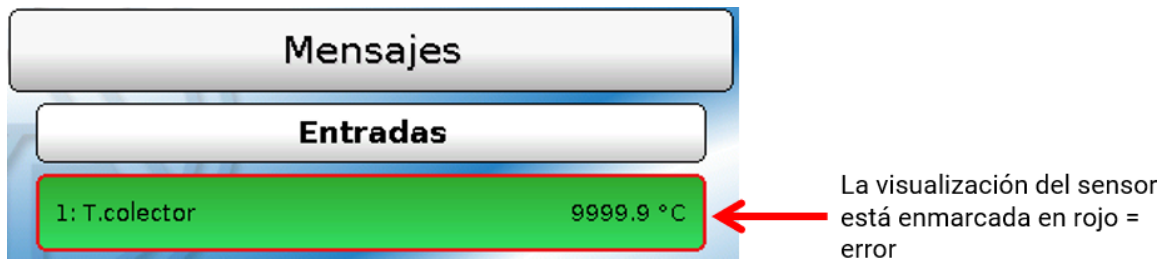 Mensajes
Entradas
1: T.colector 9999.9 °C
La visualización del sensor
está enmarcada en rojo =
error